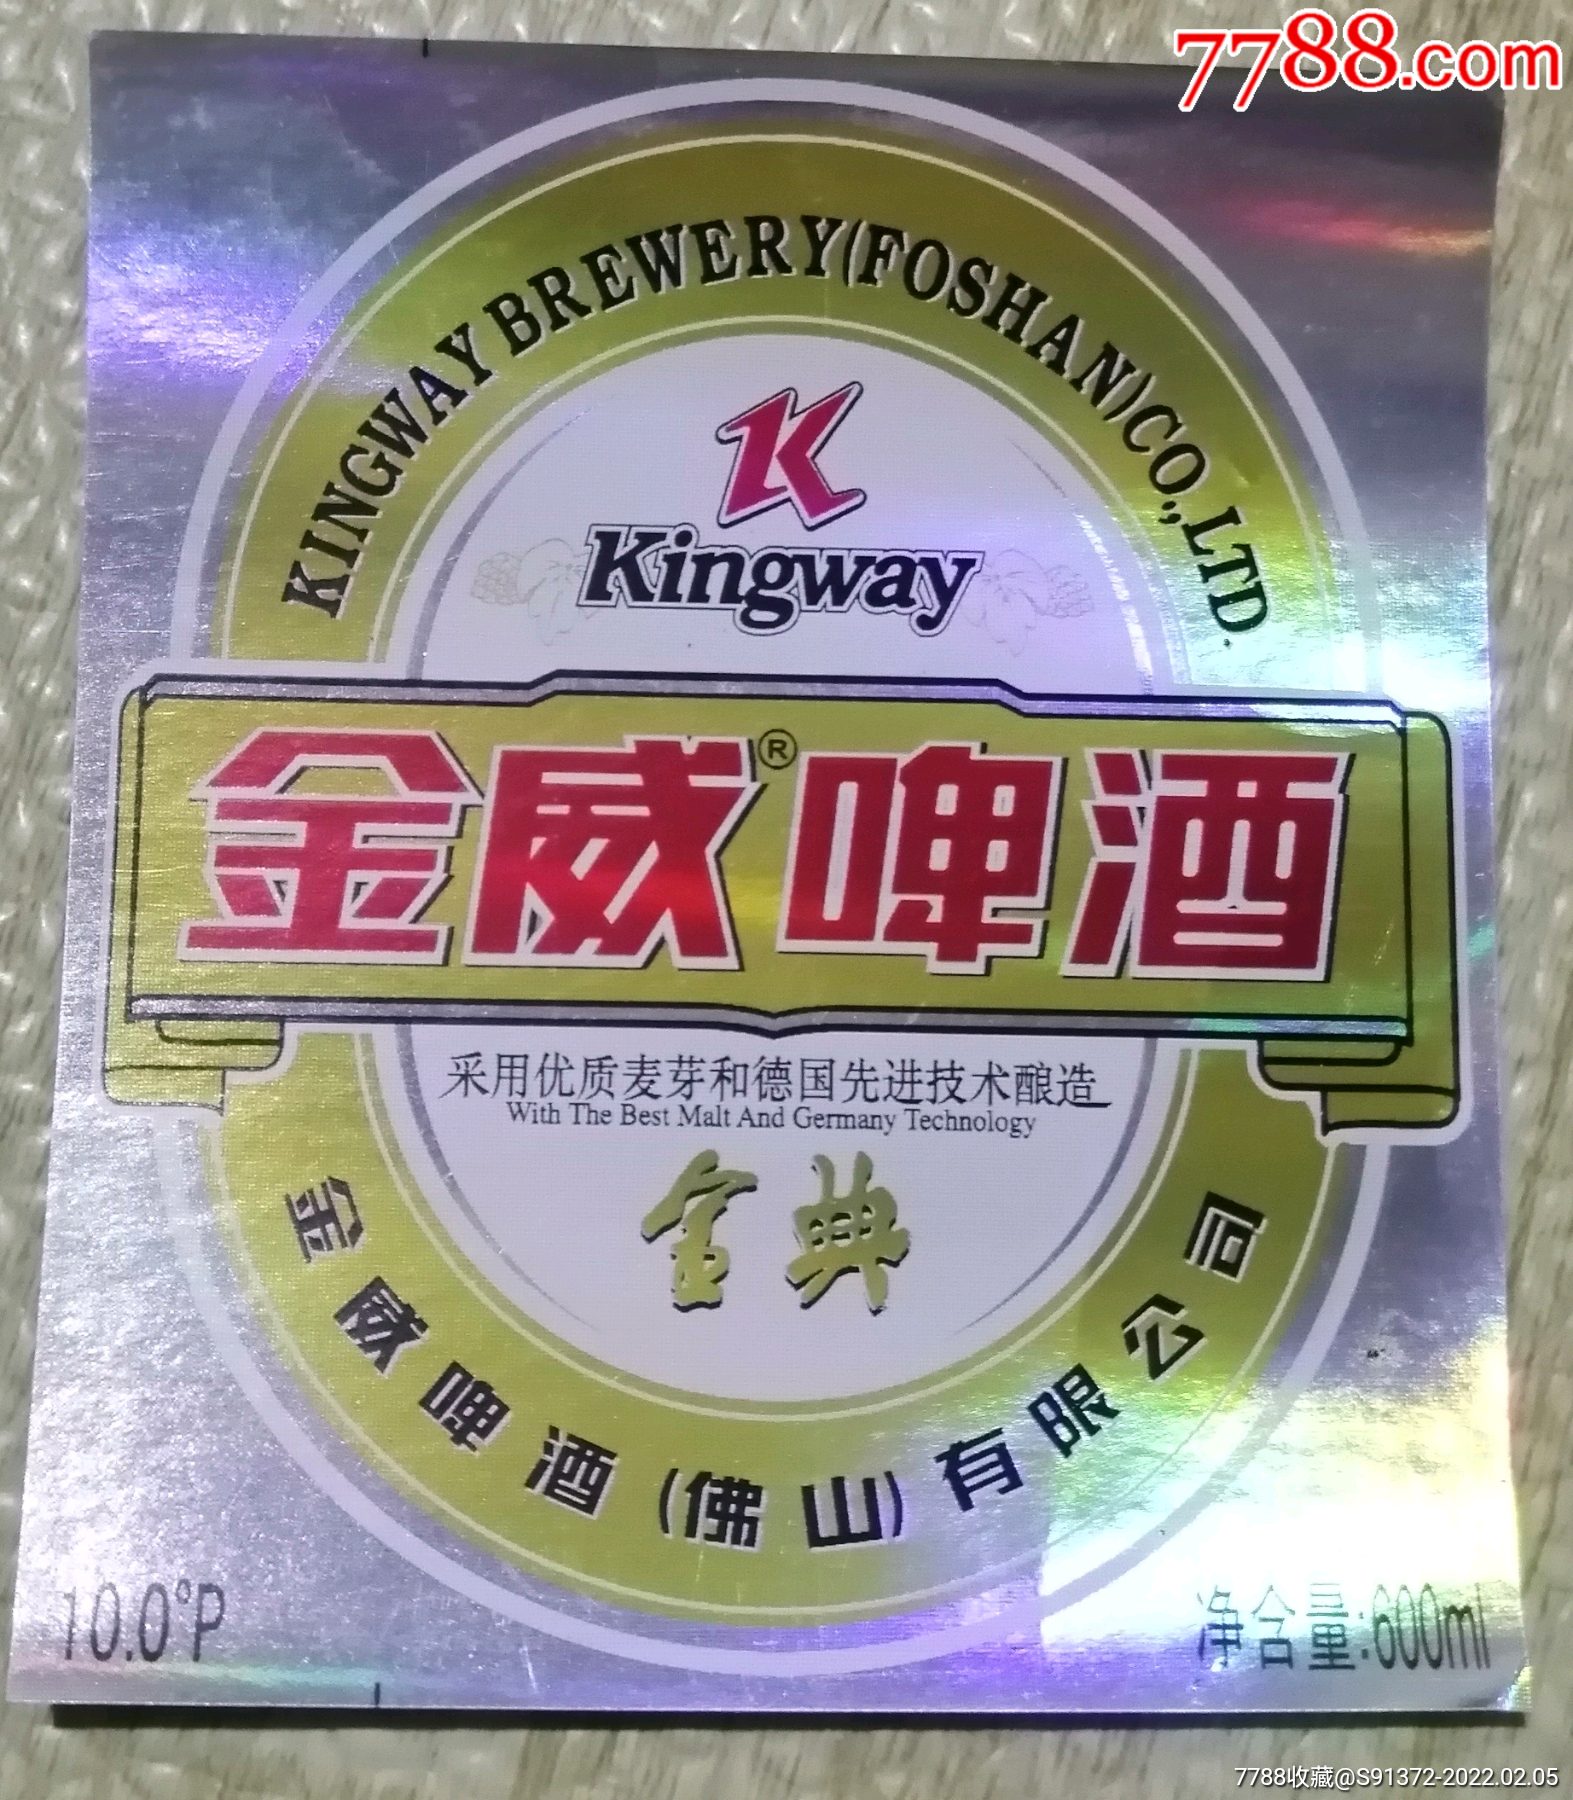 7788.com
KINGWAY BREWERY(FOSHAN)CO.,LTD.
K
Kingway
金威®啤酒
采用优质麦芽和德国先进技术酿造
With The Best Malt And Germany Technology
典
金威啤酒(佛山)有限公司
10.0°P
净含量:600ml
7788收藏@S91372-2022.02.05